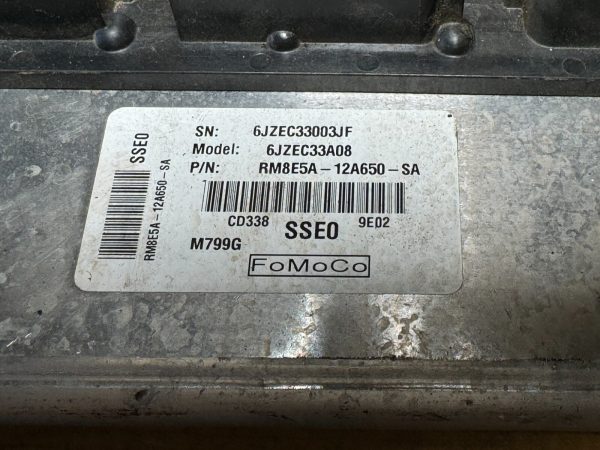 SN: 6JZEC33003JF
Model: 6JZEC33A08
P/N: RM8E5A-12A650-SA
CD338 SSE0 9E02
M799G
FoMoCo
SSE0
RM8E5A-12A650-SA